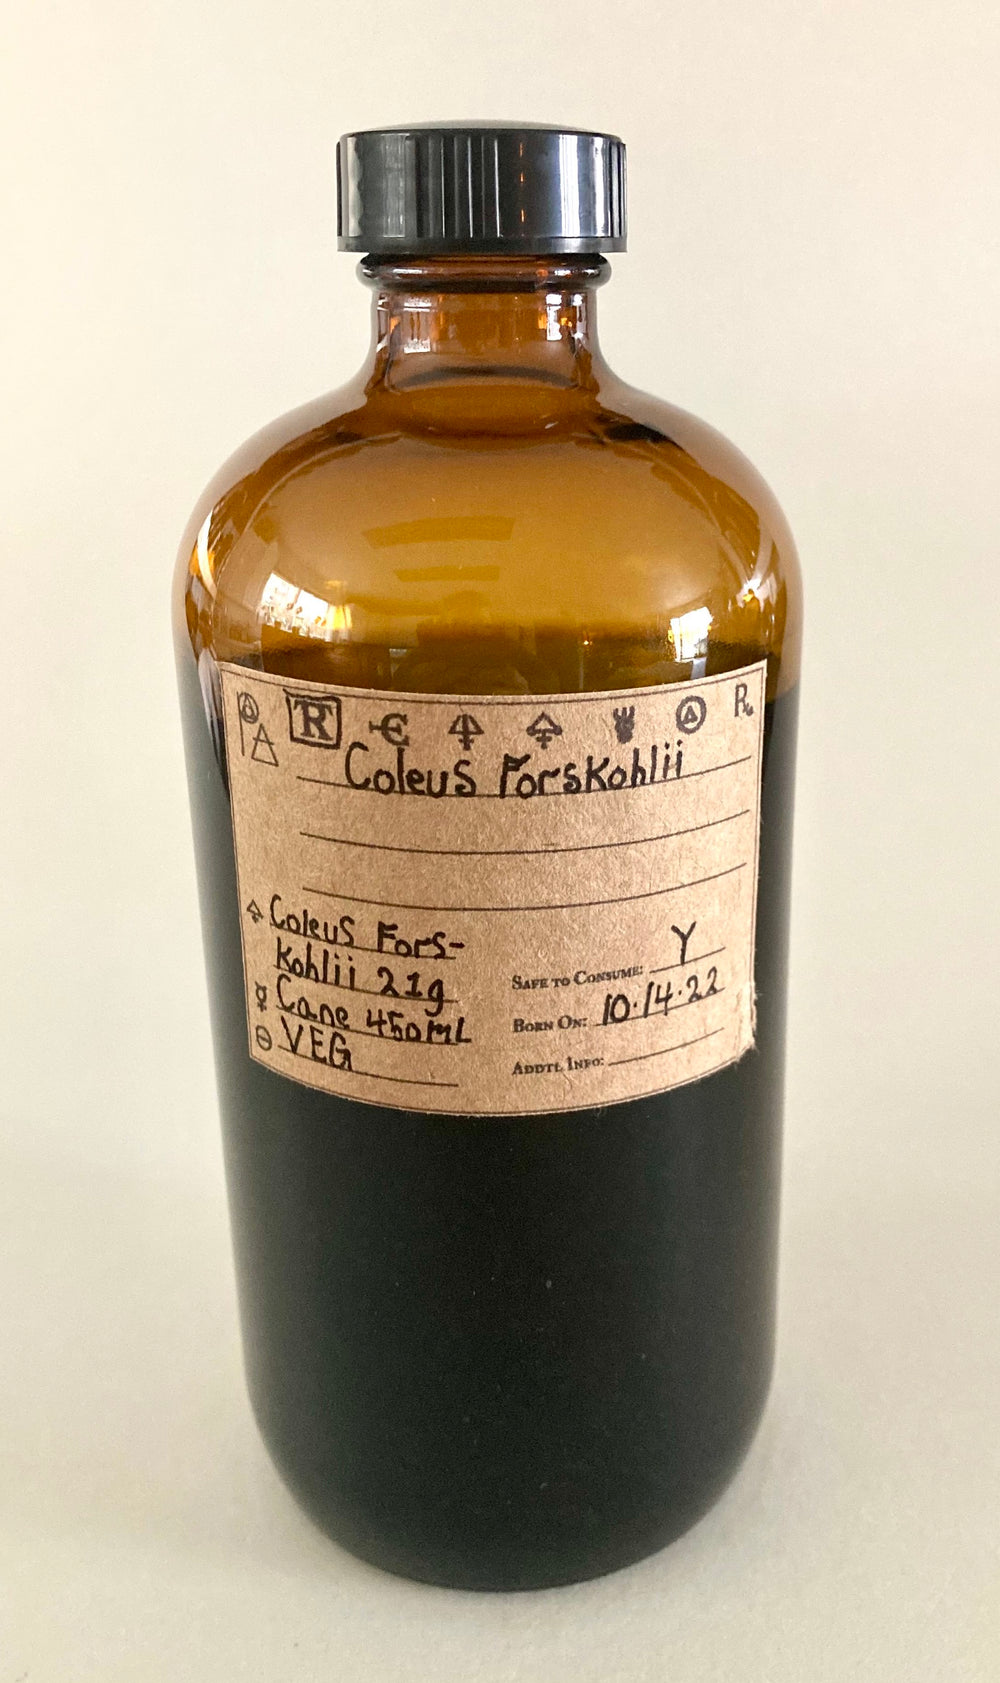 R
Coleus Forskohlii
Coleus Fors-
kohlii 21g
Cane 450ML
VEG
Safe to Consume: Y
Born On: 10.14.22
Addtl Info: